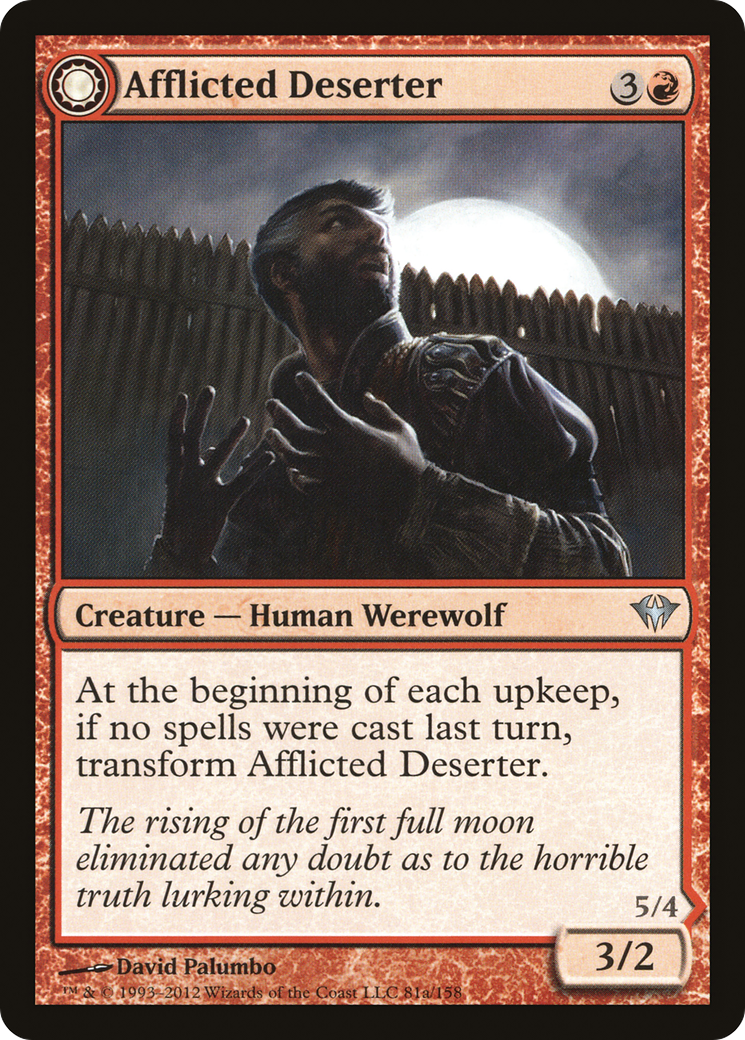 Afflicted Deserter 3
Creature — Human Werewolf
At the beginning of each upkeep,
if no spells were cast last turn,
transform Afflicted Deserter.
The rising of the first full moon
eliminated any doubt as to the horrible
truth lurking within.
5/4
3/2
David Palumbo
™ & © 1993–2012 Wizards of the Coast LLC 81a/158